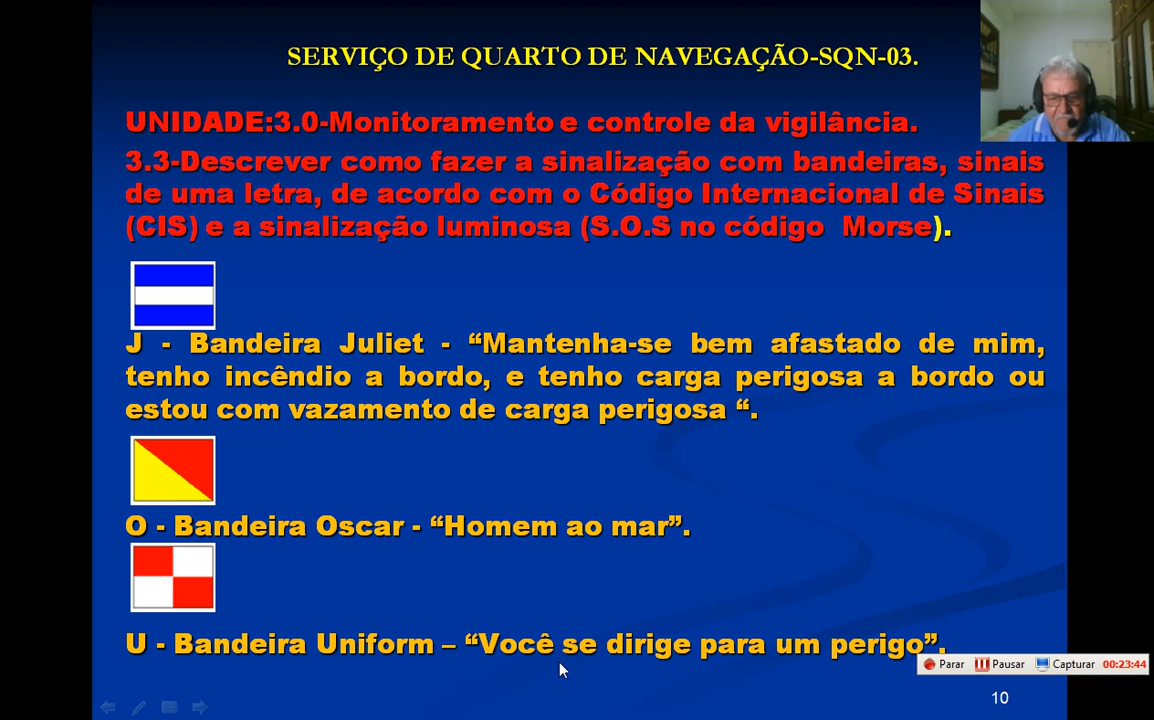 SERVIÇO DE QUARTO DE NAVEGAÇÃO-SQN-03.
UNIDADE:3.0-Monitoramento e controle da vigilância.
3.3-Descrever como fazer a sinalização com bandeiras, sinais
de uma letra, de acordo com o Código Internacional de Sinais
(CIS) e a sinalização luminosa (S.O.S no código Morse).
J - Bandeira Juliet - “Mantenha-se bem afastado de mim,
tenho incêndio a bordo, e tenho carga perigosa a bordo ou
estou com vazamento de carga perigosa “.
O - Bandeira Oscar - “Homem ao mar”.
U - Bandeira Uniform – “Você se dirige para um perigo”.
Parar Pausar Capturar 00:23:44
10